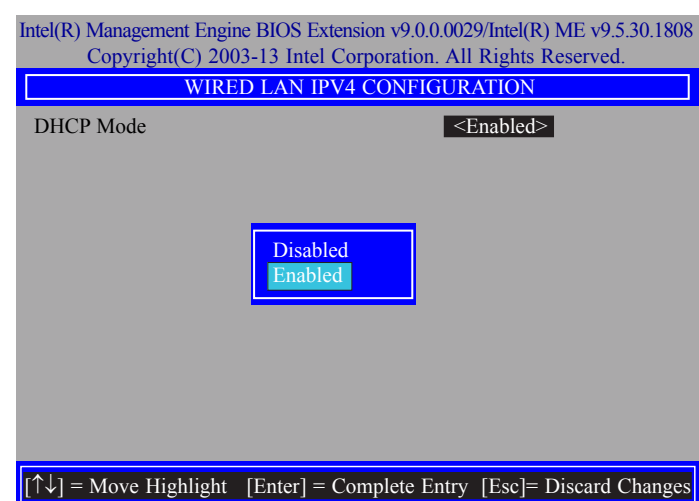 Intel(R) Management Engine BIOS Extension v9.0.0.0029/Intel(R) ME v9.5.30.1808
Copyright(C) 2003-13 Intel Corporation. All Rights Reserved.
WIRED LAN IPV4 CONFIGURATION
DHCP Mode <Enabled>
Disabled
Enabled
[↑↓] = Move Highlight [Enter] = Complete Entry [Esc]= Discard Changes